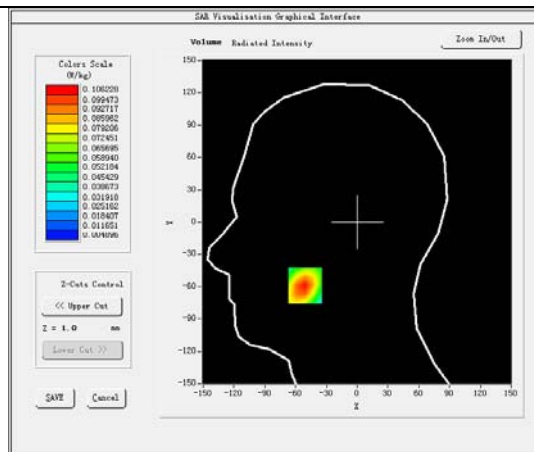 SAR Visualisation Graphical Interface
Volume Radiated Intensity
Zoom In/Out
Colors Scale
(W/kg)
0.106228
0.099473
0.092717
0.085962
0.079206
0.072451
0.065695
0.058940
0.052184
0.045429
0.038673
0.031918
0.025162
0.018407
0.011651
0.004896
Z-Cuts Control
<< Upper Cut
Z = 1.0 mm
Lower Cut >>
SAVE
Cancel
150
120
90
60
30
0
-30
-60
-90
-120
-150
Y
-150 -120 -90 -60 -30 0 30 60 90 120 150
X